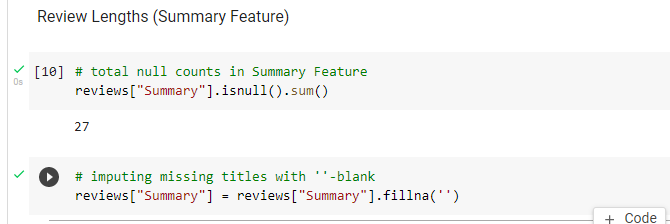 Review Lengths (Summary Feature)
[10] # total null counts in Summary Feature
0s
reviews["Summary"].isnull().sum()
27
# imputing missing titles with ''-blank
reviews["Summary"] = reviews["Summary"].fillna('')
+ Code